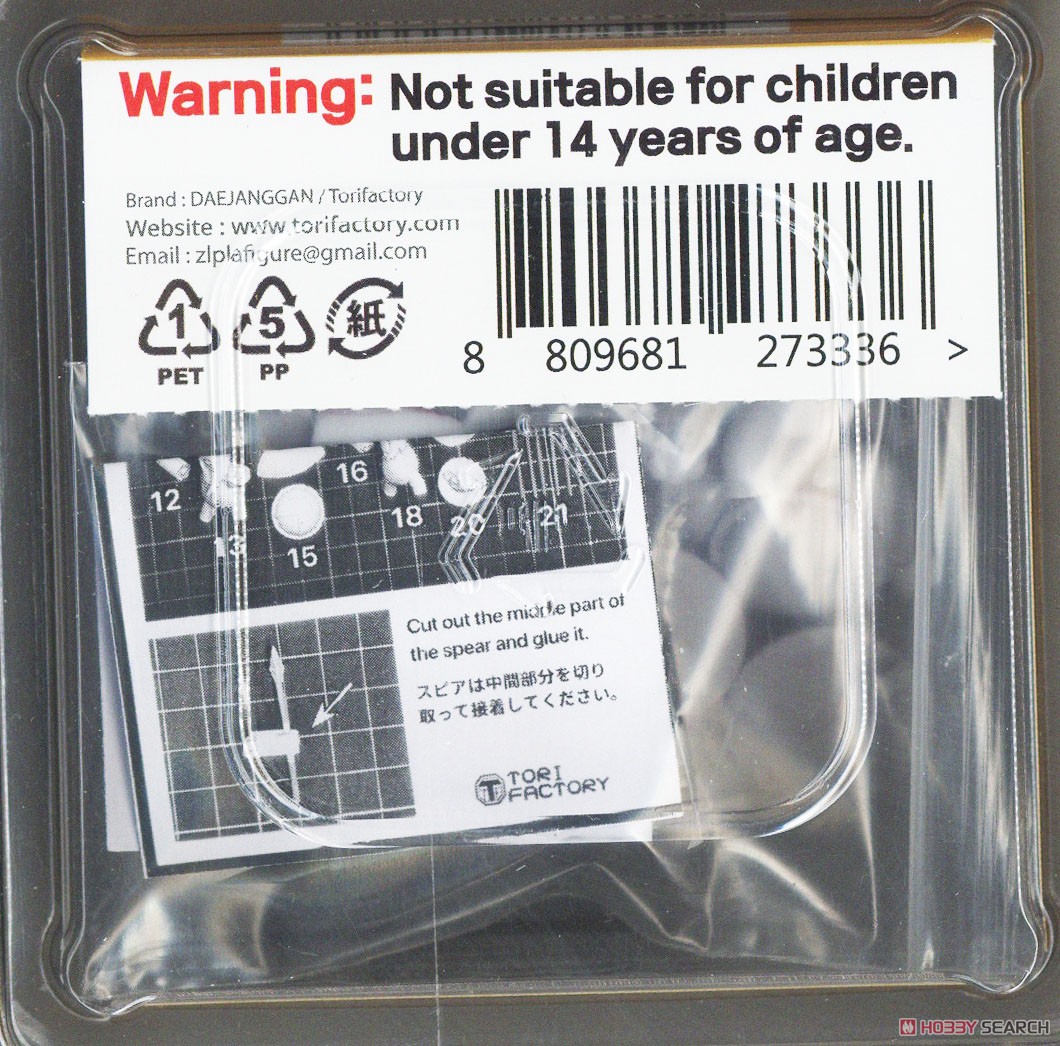 Warning: Not suitable for children
under 14 years of age.
Brand : DAEJANGGAN / Torifactory
Website : www.torifactory.com
Email : zlplafigure@gmail.com
1
PET
5
PP
紙
8 809681 273336 >
12
13
15
16
18
20
21
Cut out the middle part of
the spear and glue it.
スピアは中間部分を切り
取って接着してください。
TORI
FACTORY
HOBBY SEARCH